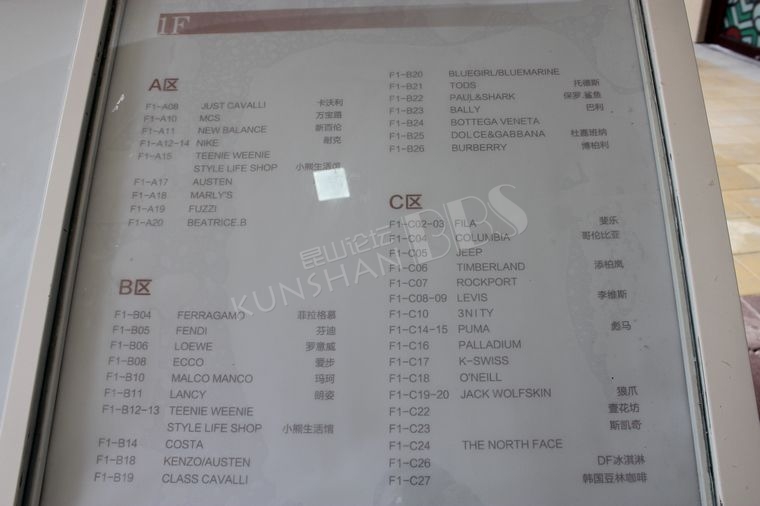 1F
A区
F1-A08 JUST CAVALLI 卡沃利
F1-A10 MCS 万宝路
F1-A11 NEW BALANCE 新百伦
F1-A12-14 NIKE 耐克
F1-A15 TEENIE WEENIE
STYLE LIFE SHOP 小熊生活馆
F1-A17 AUSTEN
F1-A18 MARLY'S
F1-A19 FUZZI
F1-A20 BEATRICE.B
B区
F1-B04 FERRAGAMO 菲拉格慕
F1-B05 FENDI 芬迪
F1-B06 LOEWE 罗意威
F1-B08 ECCO 爱步
F1-B10 MALCO MANCO 玛珂
F1-B11 LANCY 朗姿
F1-B12-13 TEENIE WEENIE
STYLE LIFE SHOP 小熊生活馆
F1-B14 COSTA
F1-B18 KENZO/AUSTEN
F1-B19 CLASS CAVALLI
F1-B20 BLUEGIRL/BLUEMARINE
F1-B21 TODS 托德斯
F1-B22 PAUL&SHARK 保罗.鲨鱼
F1-B23 BALLY 巴利
F1-B24 BOTTEGA VENETA
F1-B25 DOLCE&GABBANA 杜嘉班纳
F1-B26 BURBERRY 博柏利
C区
F1-C02-03 FILA 斐乐
F1-C04 COLUMBIA 哥伦比亚
F1-C05 JEEP
F1-C06 TIMBERLAND 添柏岚
F1-C07 ROCKPORT
F1-C08-09 LEVIS 李维斯
F1-C10 3NITY
F1-C14-15 PUMA 彪马
F1-C16 PALLADIUM
F1-C17 K-SWISS
F1-C18 O'NEILL
F1-C19-20 JACK WOLFSKIN 狼爪
F1-C22 壹花坊
F1-C23 斯凯奇
F1-C24 THE NORTH FACE
F1-C26 DF冰淇淋
F1-C27 韩国豆林咖啡
昆山论坛
KUNSHAN BBS